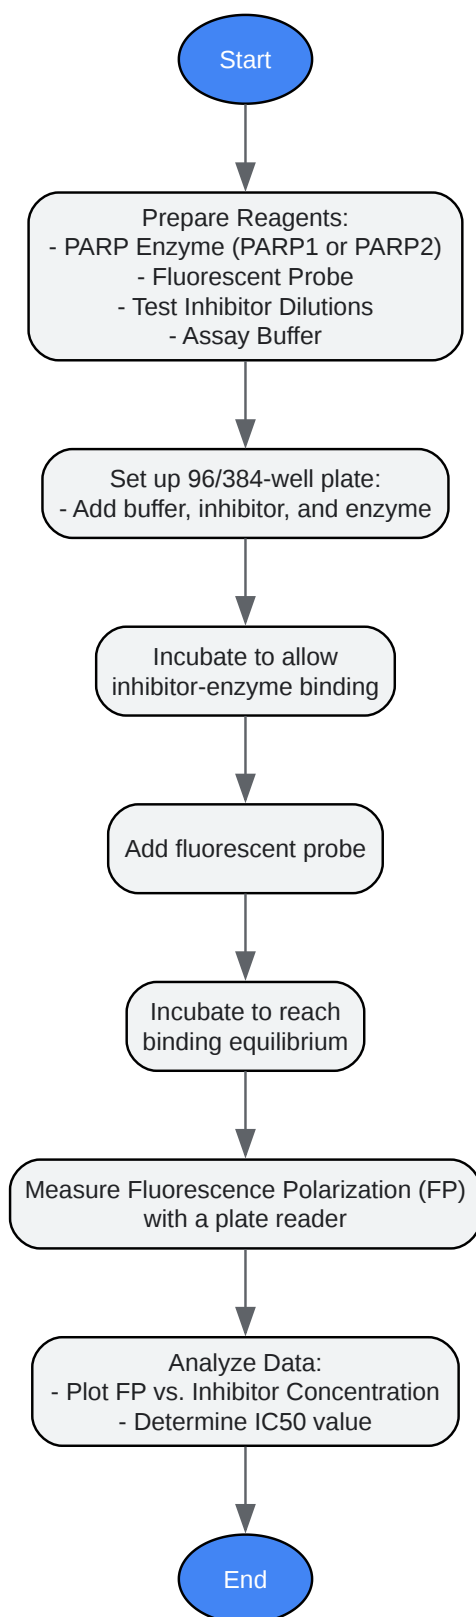 Start
Prepare Reagents:
- PARP Enzyme (PARP1 or PARP2)
- Fluorescent Probe
- Test Inhibitor Dilutions
- Assay Buffer
Set up 96/384-well plate:
- Add buffer, inhibitor, and enzyme
Incubate to allow
inhibitor-enzyme binding
Add fluorescent probe
Incubate to reach
binding equilibrium
Measure Fluorescence Polarization (FP)
with a plate reader
Analyze Data:
- Plot FP vs. Inhibitor Concentration
- Determine IC50 value
End